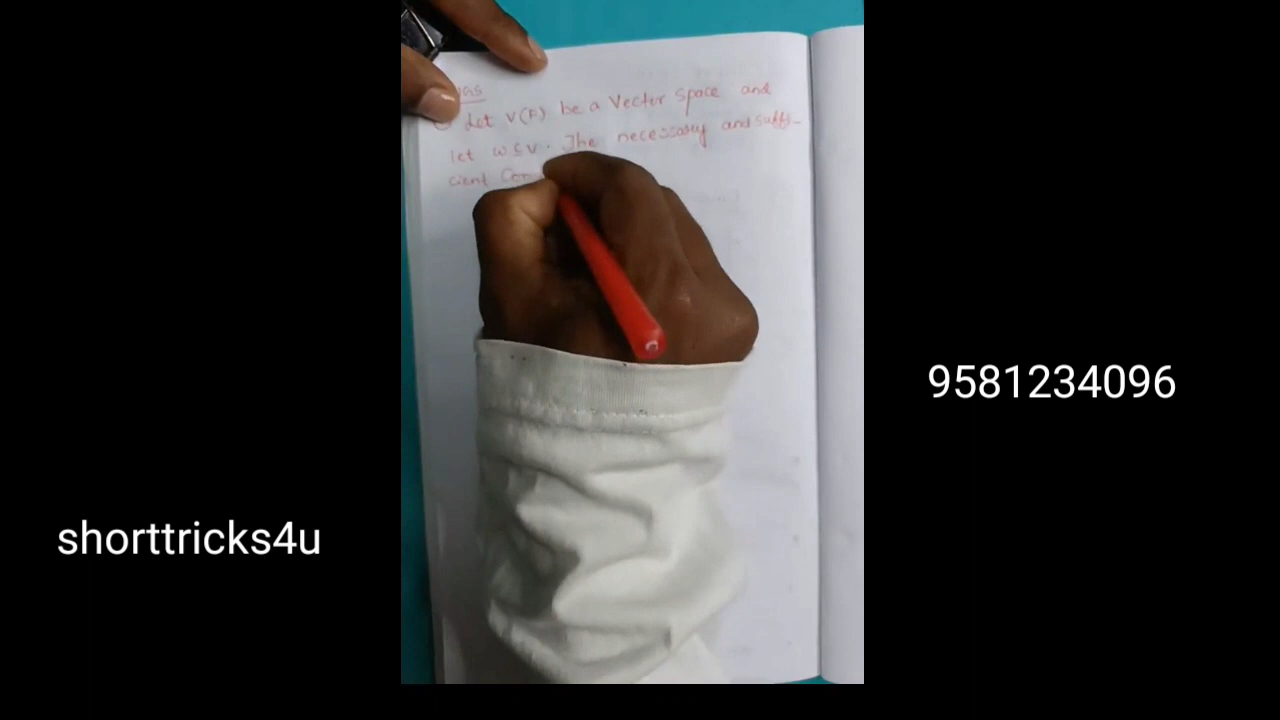 Let V(F) be a Vector Space and
let W ⊆ V. The necessary and suffi-
cient
9581234096
shorttricks4u